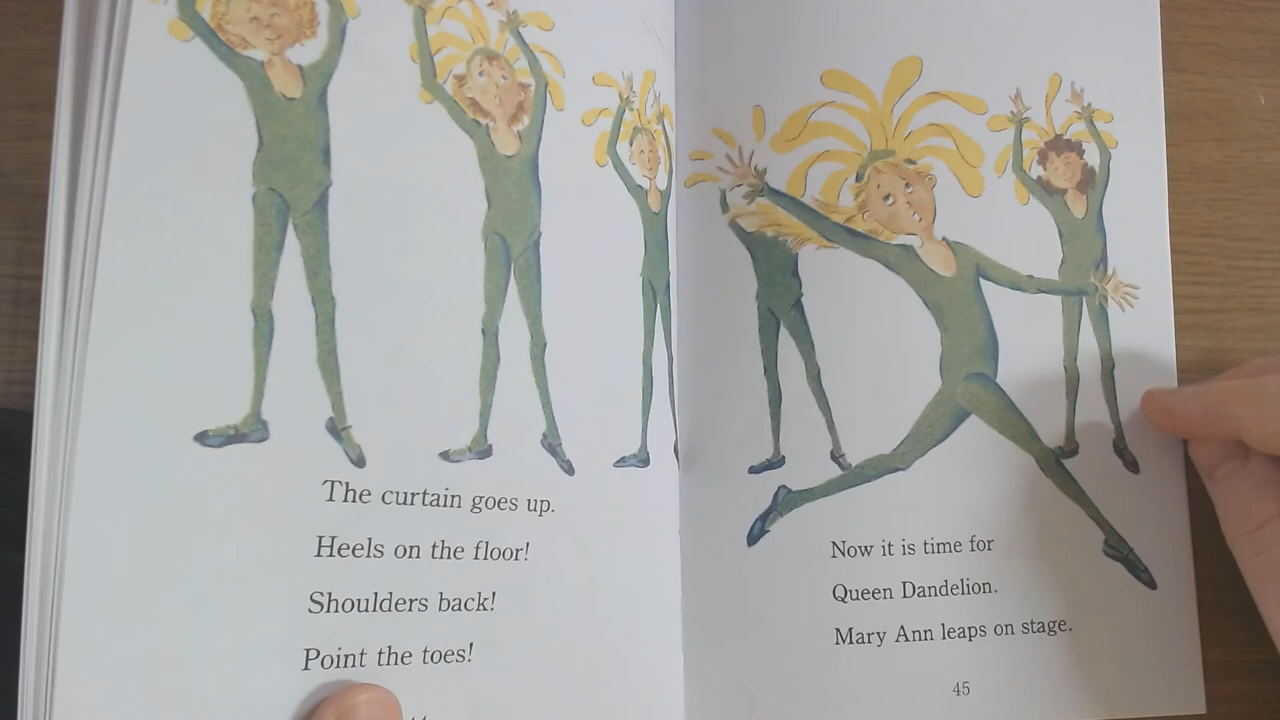 The curtain goes up.
Heels on the floor!
Shoulders back!
Point the toes!
Now it is time for
Queen Dandelion.
Mary Ann leaps on stage.
45